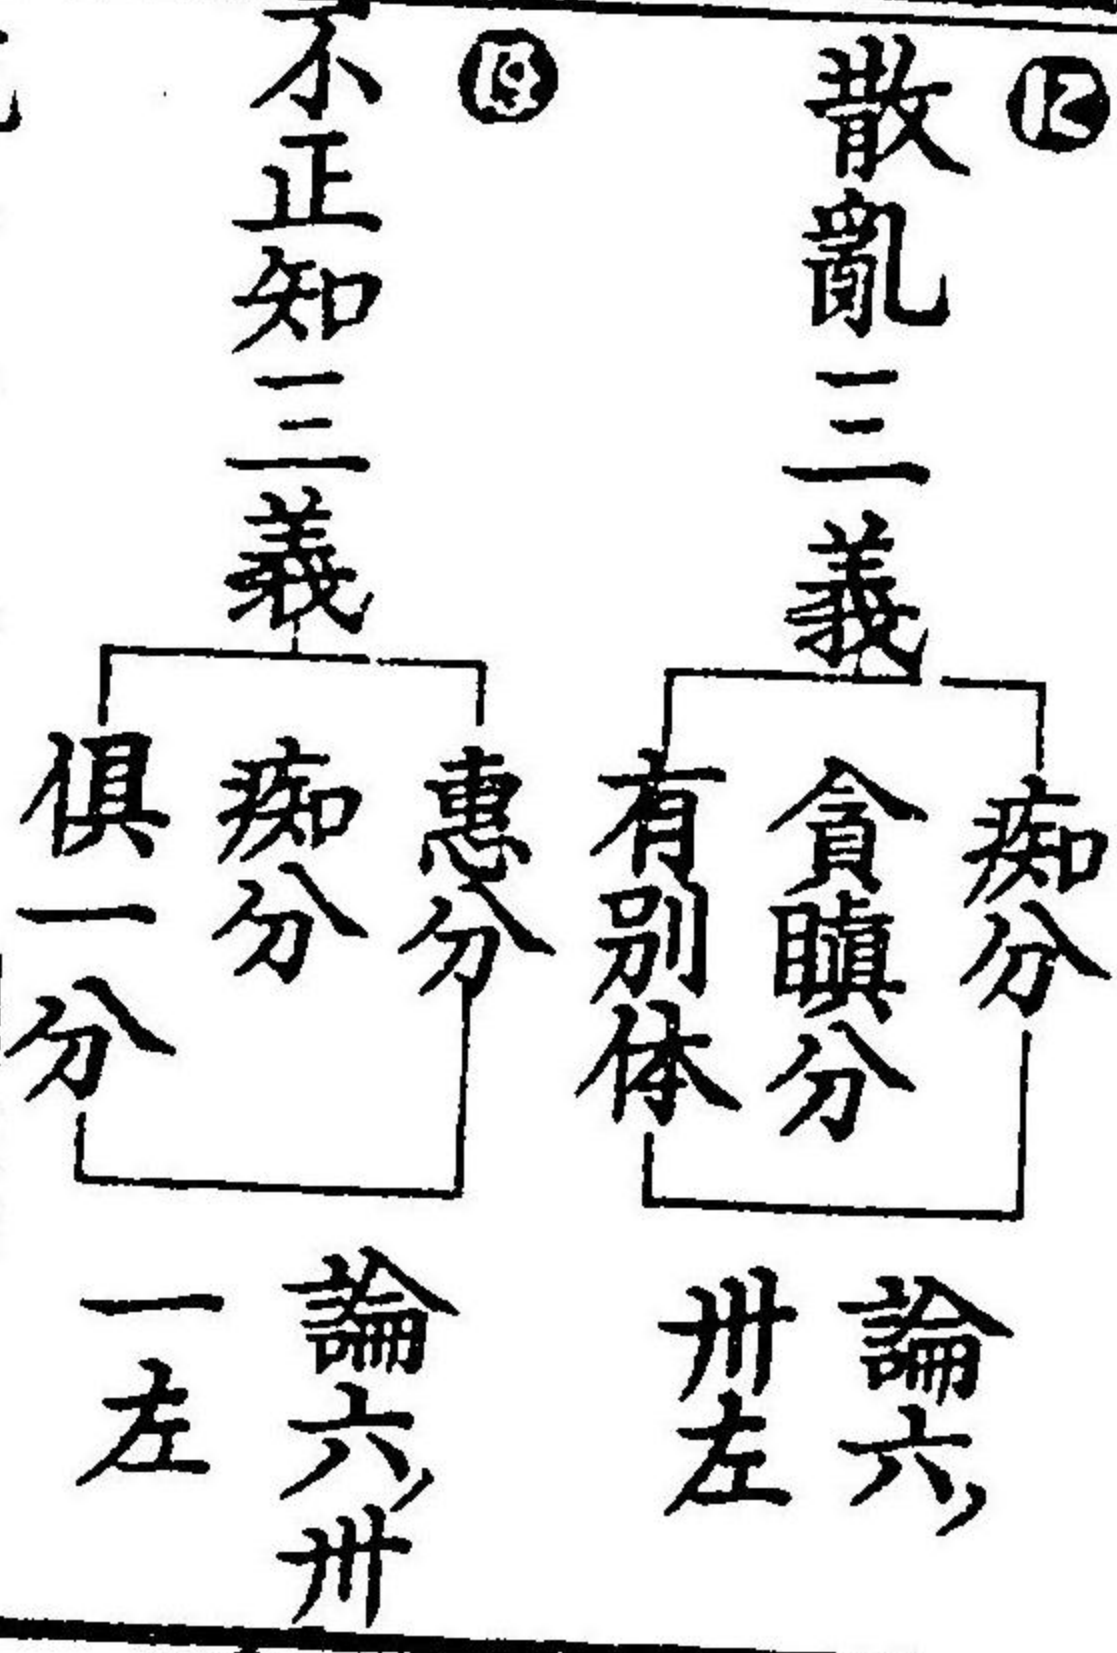 散亂三義
痴分
貪瞋分
有別体
論六,
卅左
不正知三義
惠分
痴分
俱一分
論六,卅
一左